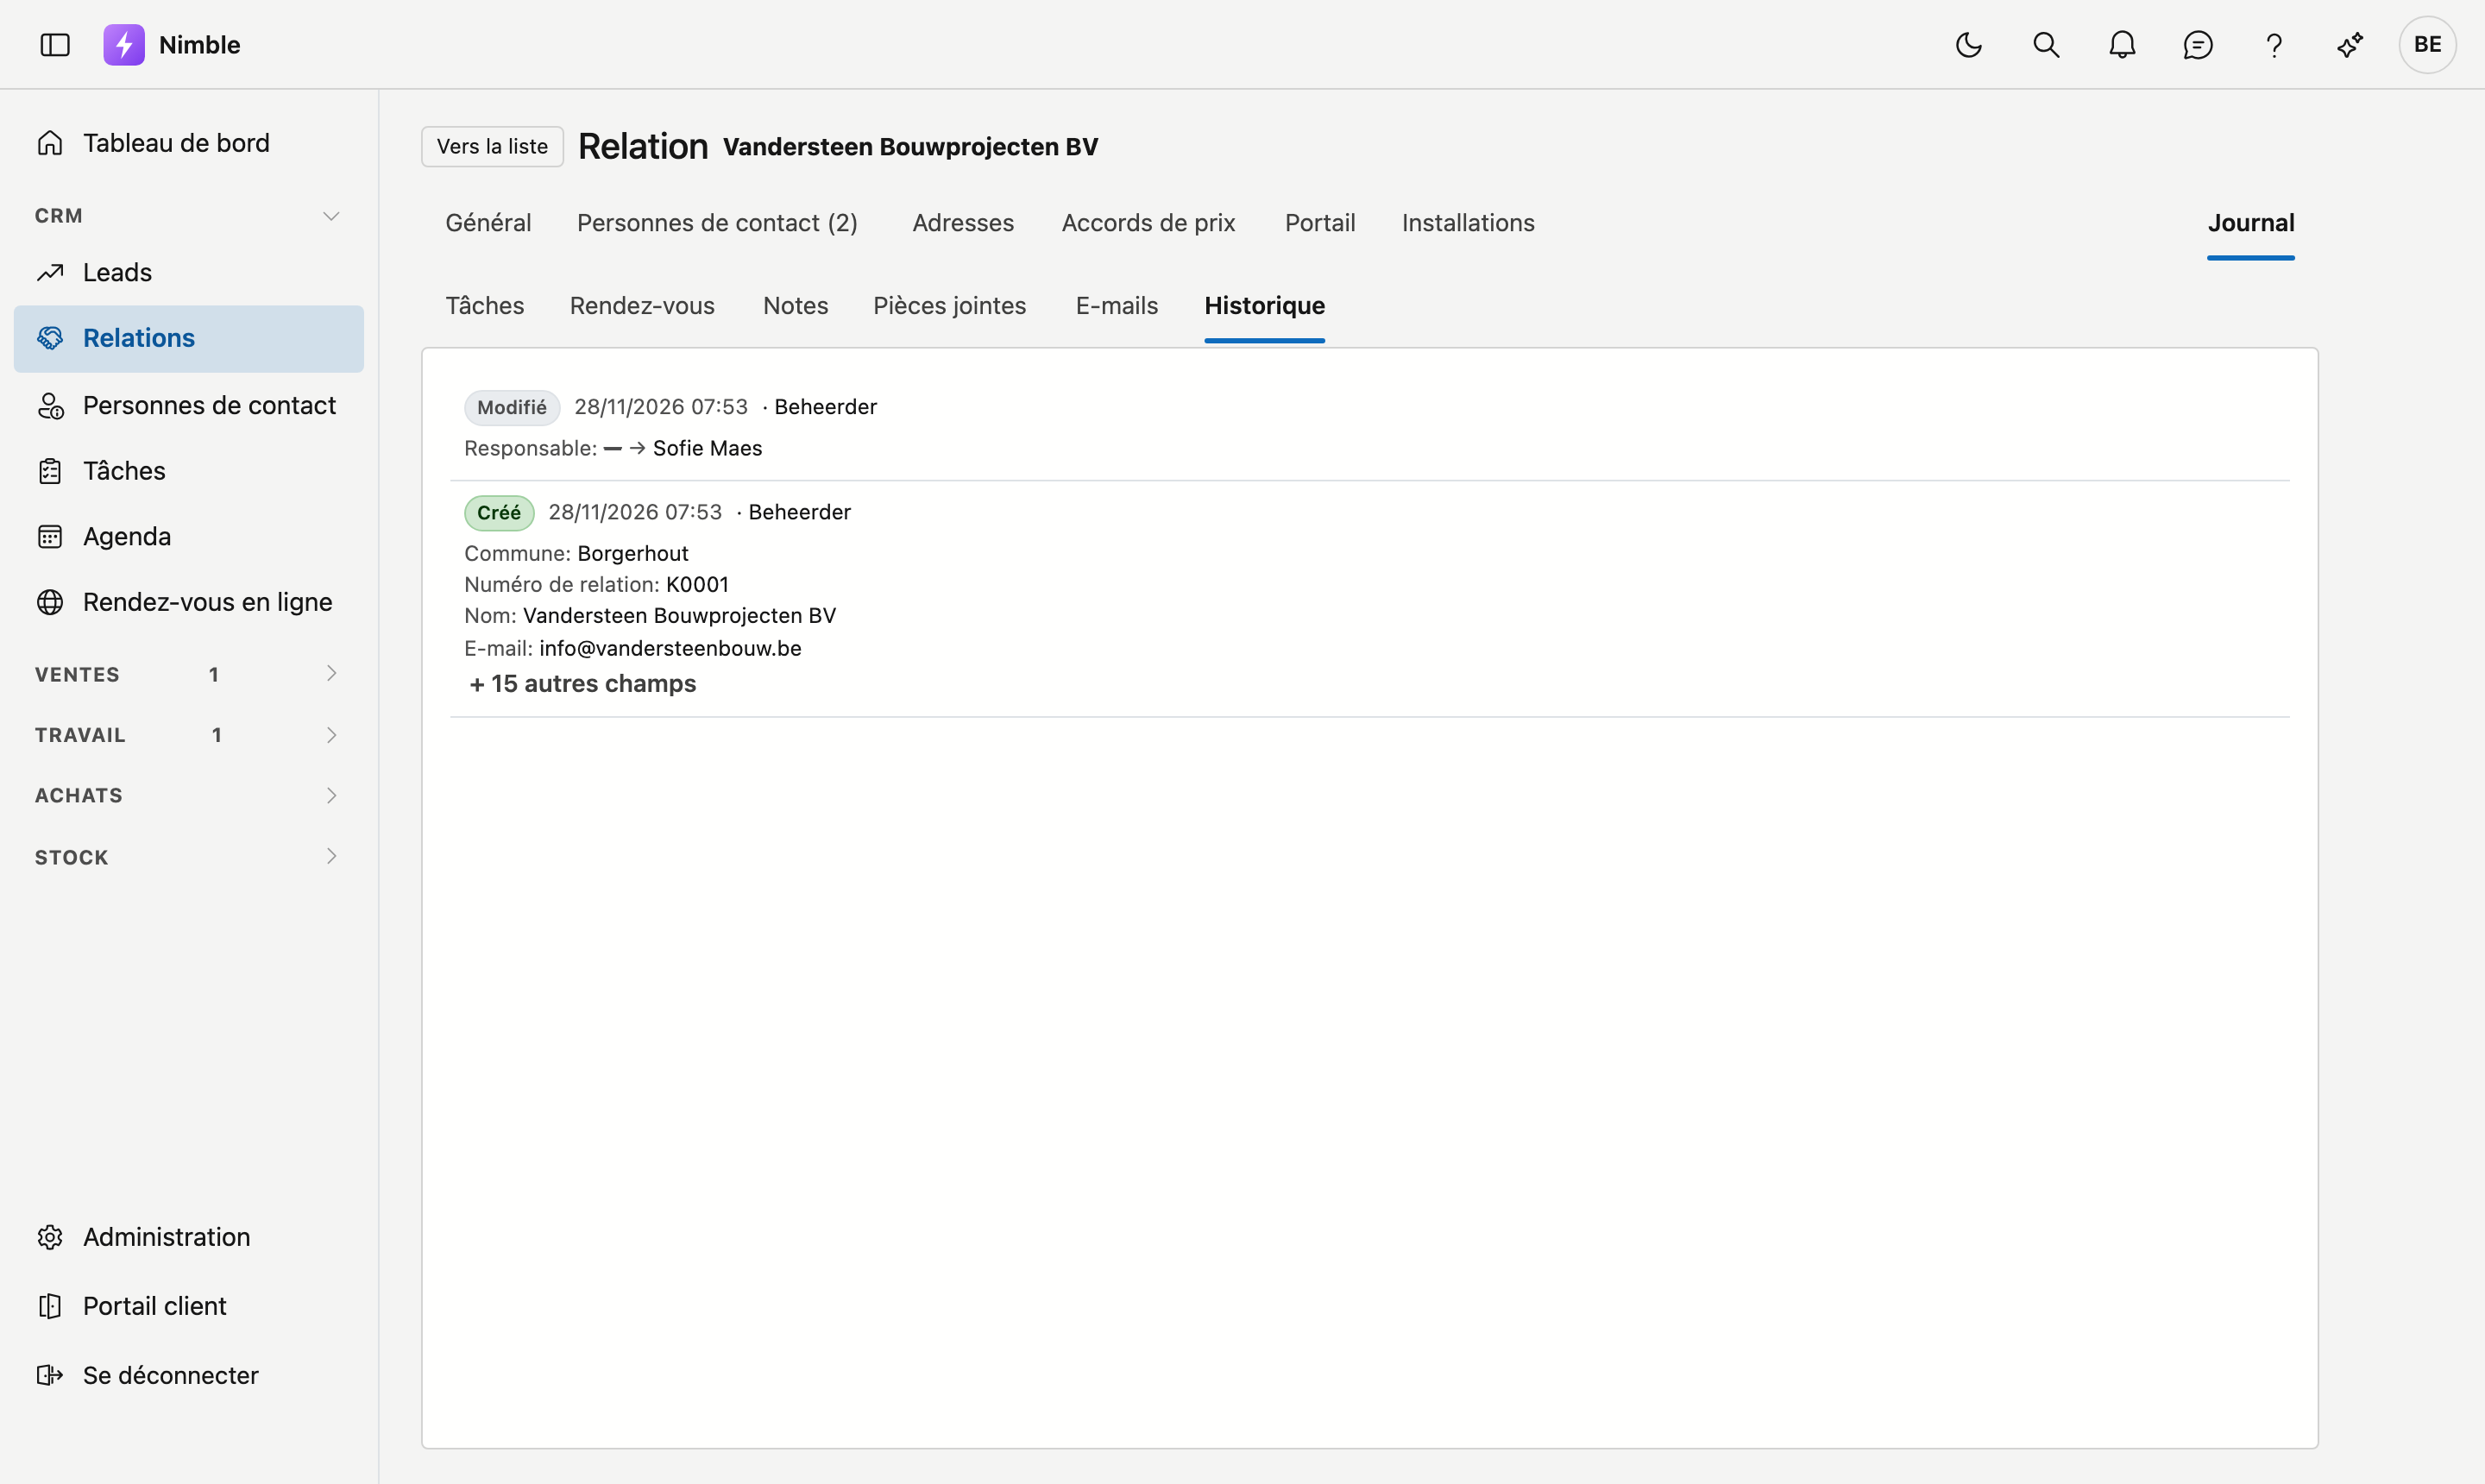 Nimble
BE
Tableau de bord
CRM
Leads
Relations
Personnes de contact
Tâches
Agenda
Rendez-vous en ligne
VENTES 1
TRAVAIL 1
ACHATS
STOCK
Administration
Portail client
Se déconnecter
Vers la liste Relation Vandersteen Bouwprojecten BV
Général Personnes de contact (2) Adresses Accords de prix Portail Installations Journal
Tâches Rendez-vous Notes Pièces jointes E-mails Historique
Modifié 28/11/2026 07:53 · Beheerder
Responsable: — → Sofie Maes
Créé 28/11/2026 07:53 · Beheerder
Commune: Borgerhout
Numéro de relation: K0001
Nom: Vandersteen Bouwprojecten BV
E-mail: info@vandersteenbouw.be
+ 15 autres champs